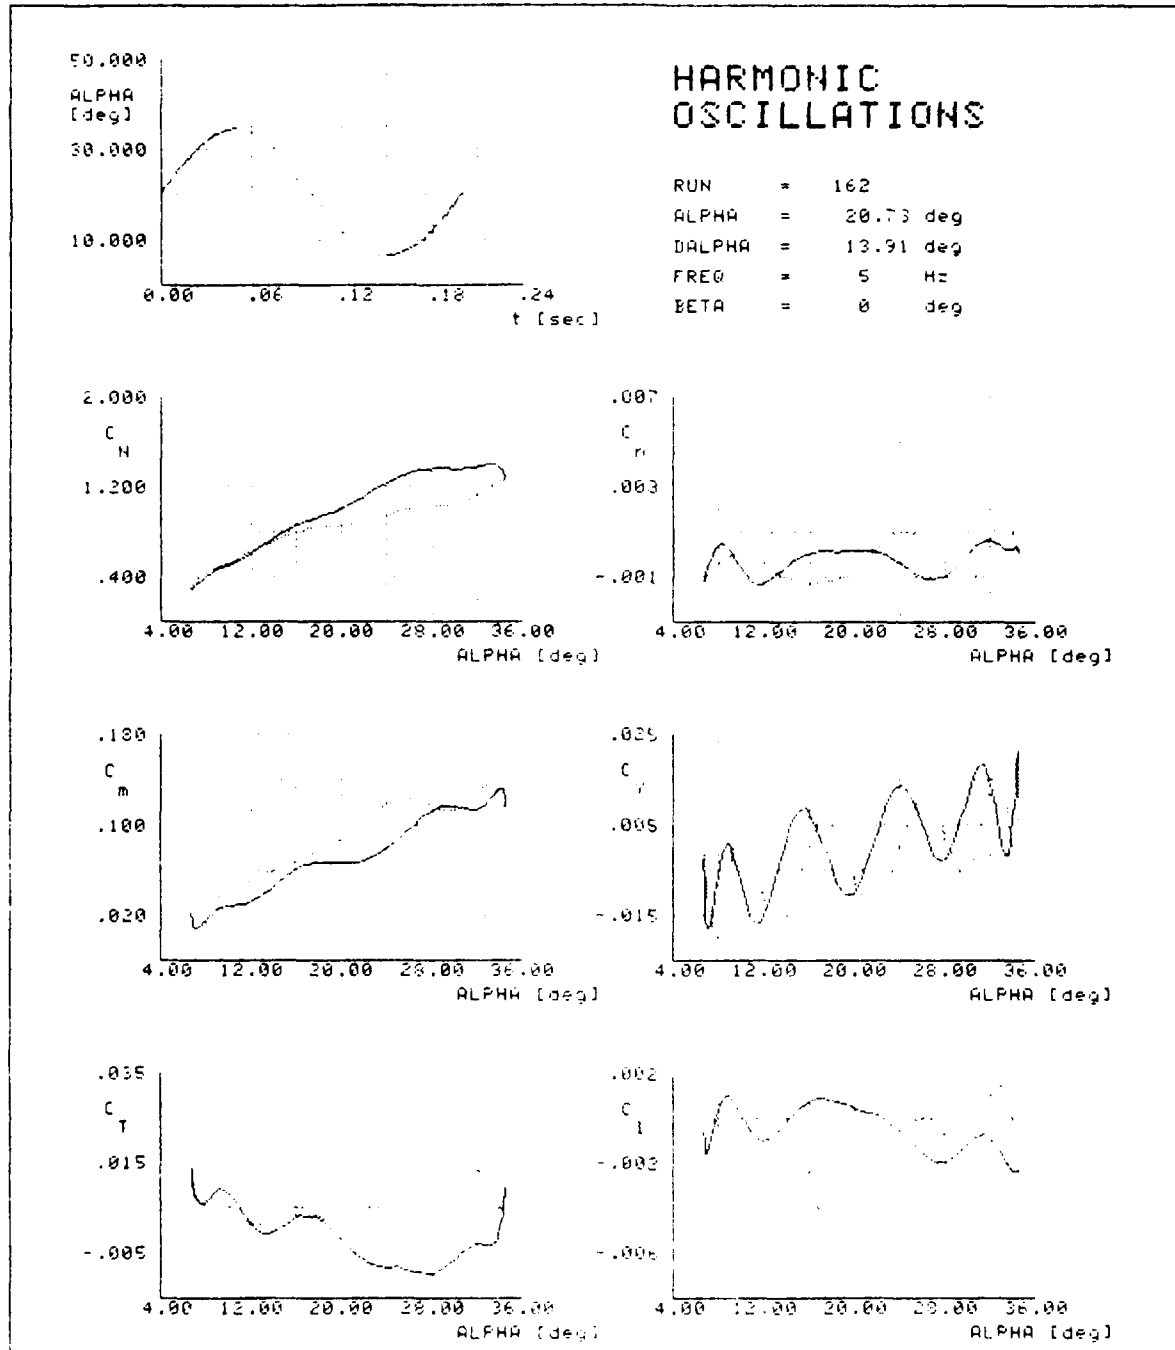 HARMONIC
OSCILLATIONS
RUN = 162
ALPHA = 20.73 deg
DALPHA = 13.91 deg
FREQ = 5 Hz
BETA = 0 deg
50.000
ALPHA
[deg]
30.000
10.000
0.00 .06 .12 .18 .24
t [sec]
2.000
C N
1.200
.400
4.00 12.00 20.00 28.00 36.00
ALPHA [deg]
.007
C n
.003
-.001
4.00 12.00 20.00 28.00 36.00
ALPHA [deg]
.180
C m
.100
.020
4.00 12.00 20.00 28.00 36.00
ALPHA [deg]
.025
C Y
.005
-.015
4.00 12.00 20.00 28.00 36.00
ALPHA [deg]
.035
C T
.015
-.005
4.00 12.00 20.00 28.00 36.00
ALPHA [deg]
.002
C l
-.002
-.006
4.00 12.00 20.00 28.00 36.00
ALPHA [deg]